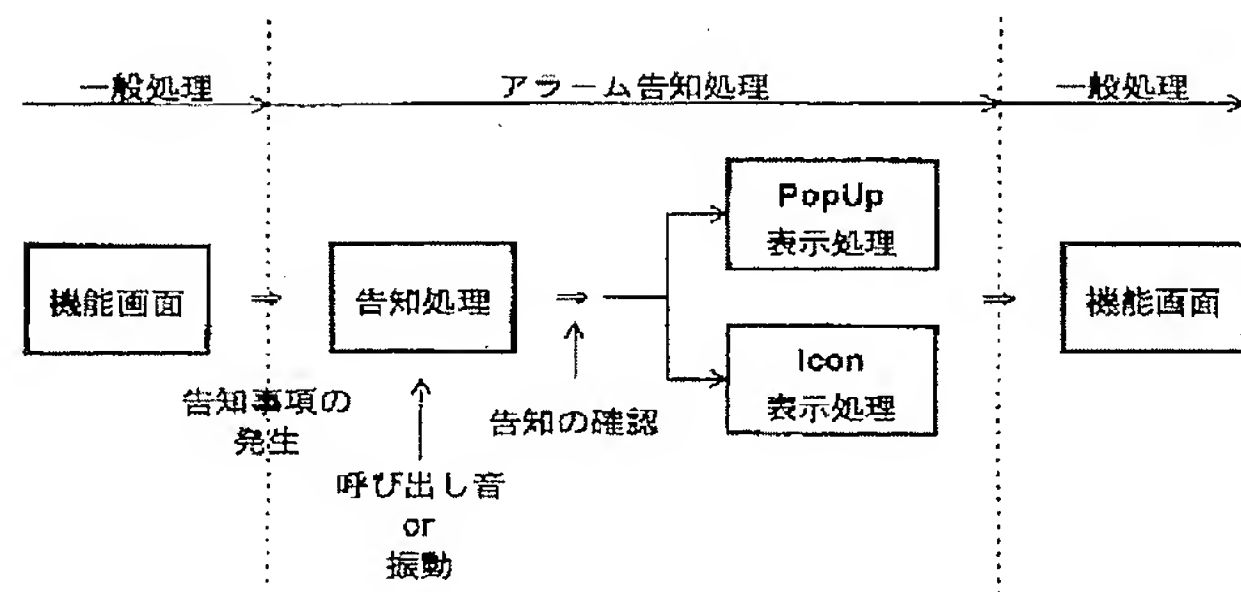 一般処理
アラーム告知処理
一般処理
PopUp
表示処理
機能画面
⇒
告知処理
⇒
⇒
機能画面
Icon
表示処理
告知事項の
発生
告知の確認
呼び出し音
or
振動